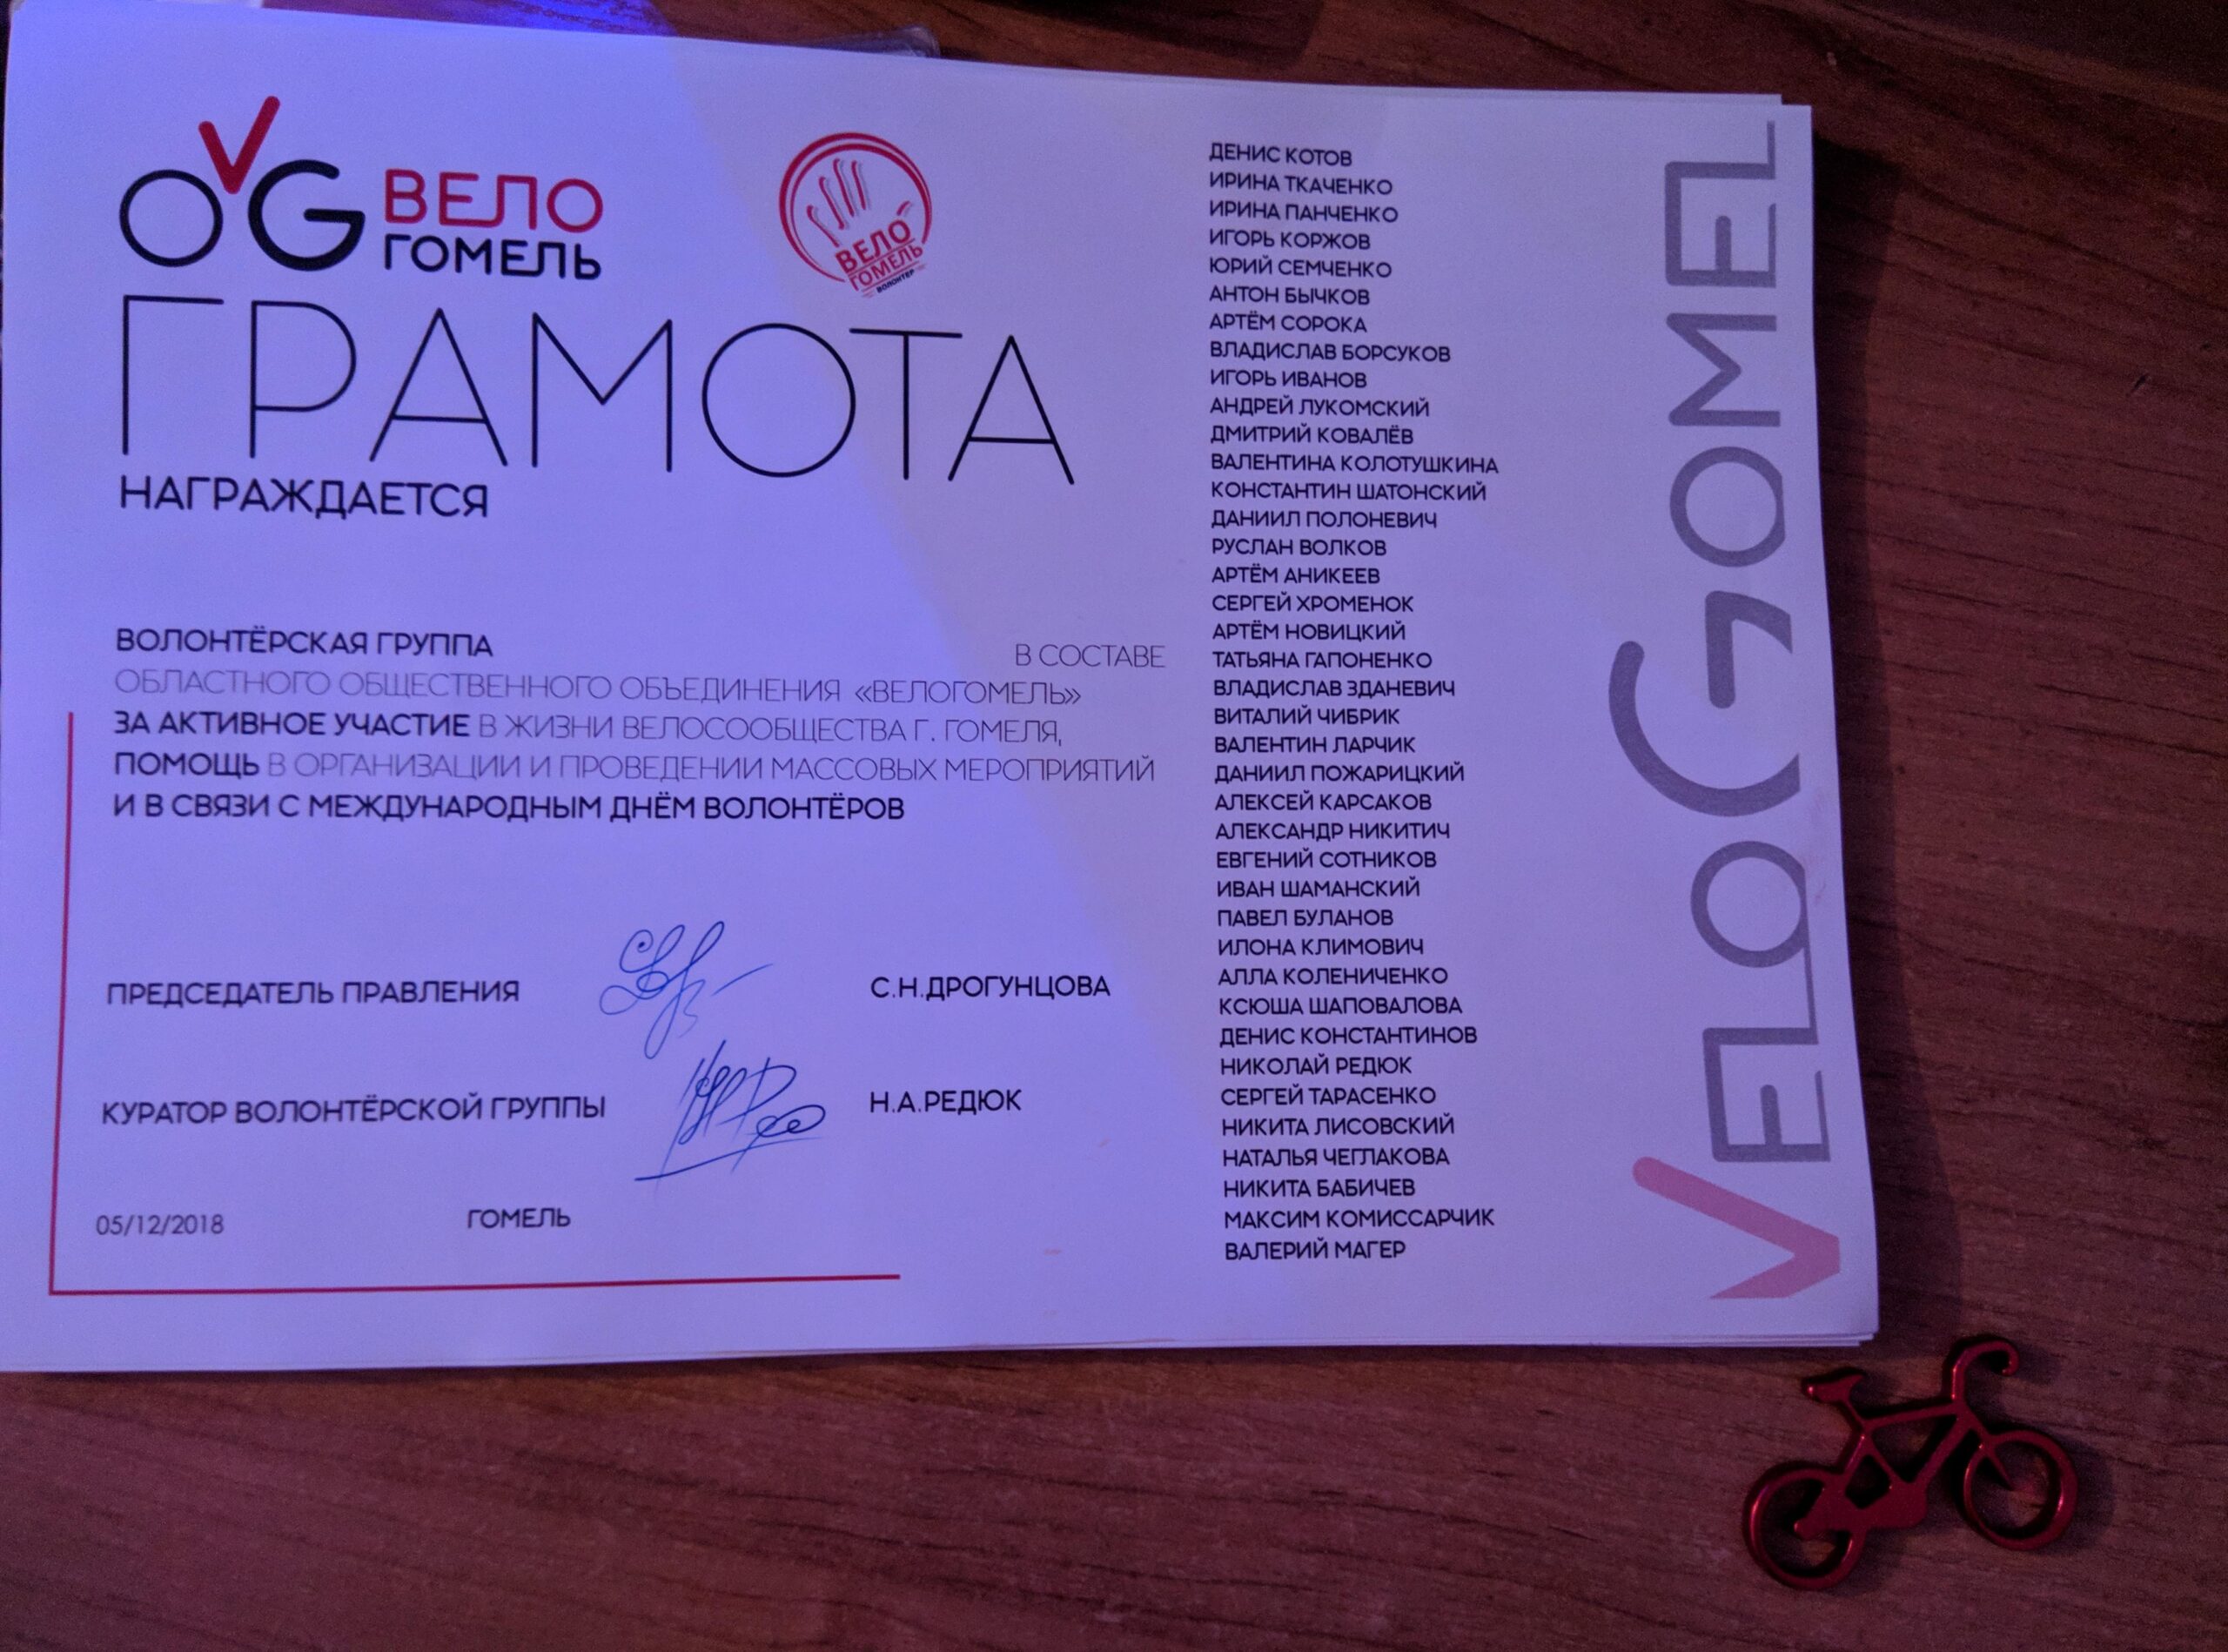 OVG ВЕЛО
ГОМЕЛЬ
ВЕЛО
ГОМЕЛЬ
ВОЛОНТЕР
ГРАМОТА
НАГРАЖДАЕТСЯ
ВОЛОНТЁРСКАЯ ГРУППА
В СОСТАВЕ
ОБЛАСТНОГО ОБЩЕСТВЕННОГО ОБЪЕДИНЕНИЯ «ВЕЛОГОМЕЛЬ»
ЗА АКТИВНОЕ УЧАСТИЕ В ЖИЗНИ ВЕЛОСООБЩЕСТВА Г. ГОМЕЛЯ,
ПОМОЩЬ В ОРГАНИЗАЦИИ И ПРОВЕДЕНИИ МАССОВЫХ МЕРОПРИЯТИЙ
И В СВЯЗИ С МЕЖДУНАРОДНЫМ ДНЁМ ВОЛОНТЁРОВ
ПРЕДСЕДАТЕЛЬ ПРАВЛЕНИЯ С.Н.ДРОГУНЦОВА
КУРАТОР ВОЛОНТЁРСКОЙ ГРУППЫ Н.А.РЕДЮК
05/12/2018 ГОМЕЛЬ
ДЕНИС КОТОВ
ИРИНА ТКАЧЕНКО
ИРИНА ПАНЧЕНКО
ИГОРЬ КОРЖОВ
ЮРИЙ СЕМЧЕНКО
АНТОН БЫЧКОВ
АРТЁМ СОРОКА
ВЛАДИСЛАВ БОРСУКОВ
ИГОРЬ ИВАНОВ
АНДРЕЙ ЛУКОМСКИЙ
ДМИТРИЙ КОВАЛЁВ
ВАЛЕНТИНА КОЛОТУШКИНА
КОНСТАНТИН ШАТОНСКИЙ
ДАНИИЛ ПОЛОНЕВИЧ
РУСЛАН ВОЛКОВ
АРТЁМ АНИКЕЕВ
СЕРГЕЙ ХРОМЕНОК
АРТЁМ НОВИЦКИЙ
ТАТЬЯНА ГАПОНЕНКО
ВЛАДИСЛАВ ЗДАНЕВИЧ
ВИТАЛИЙ ЧИБРИК
ВАЛЕНТИН ЛАРЧИК
ДАНИИЛ ПОЖАРИЦКИЙ
АЛЕКСЕЙ КАРСАКОВ
АЛЕКСАНДР НИКИТИЧ
ЕВГЕНИЙ СОТНИКОВ
ИВАН ШАМАНСКИЙ
ПАВЕЛ БУЛАНОВ
ИЛОНА КЛИМОВИЧ
АЛЛА КОЛЕНИЧЕНКО
КСЮША ШАПОВАЛОВА
ДЕНИС КОНСТАНТИНОВ
НИКОЛАЙ РЕДЮК
СЕРГЕЙ ТАРАСЕНКО
НИКИТА ЛИСОВСКИЙ
НАТАЛЬЯ ЧЕГЛАКОВА
НИКИТА БАБИЧЕВ
МАКСИМ КОМИССАРЧИК
ВАЛЕРИЙ МАГЕР
VELOGOMEL